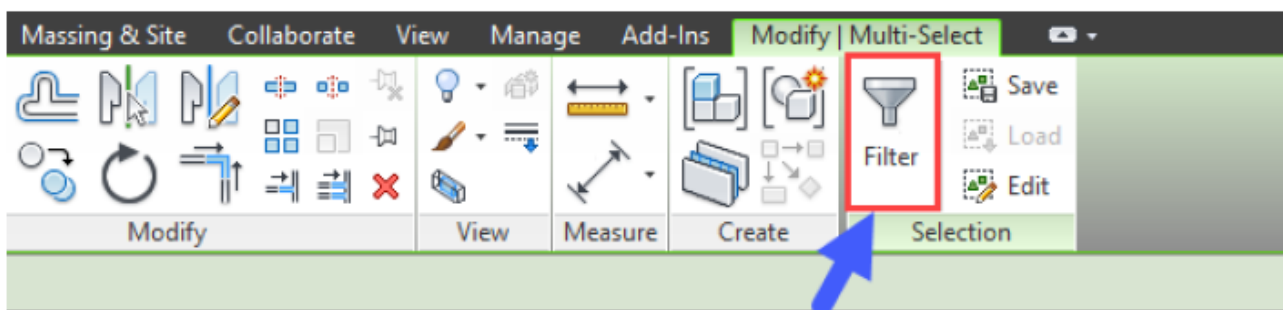 Massing & Site Collaborate View Manage Add-Ins Modify | Multi-Select
Save
Load
Filter
Edit
Modify View Measure Create Selection